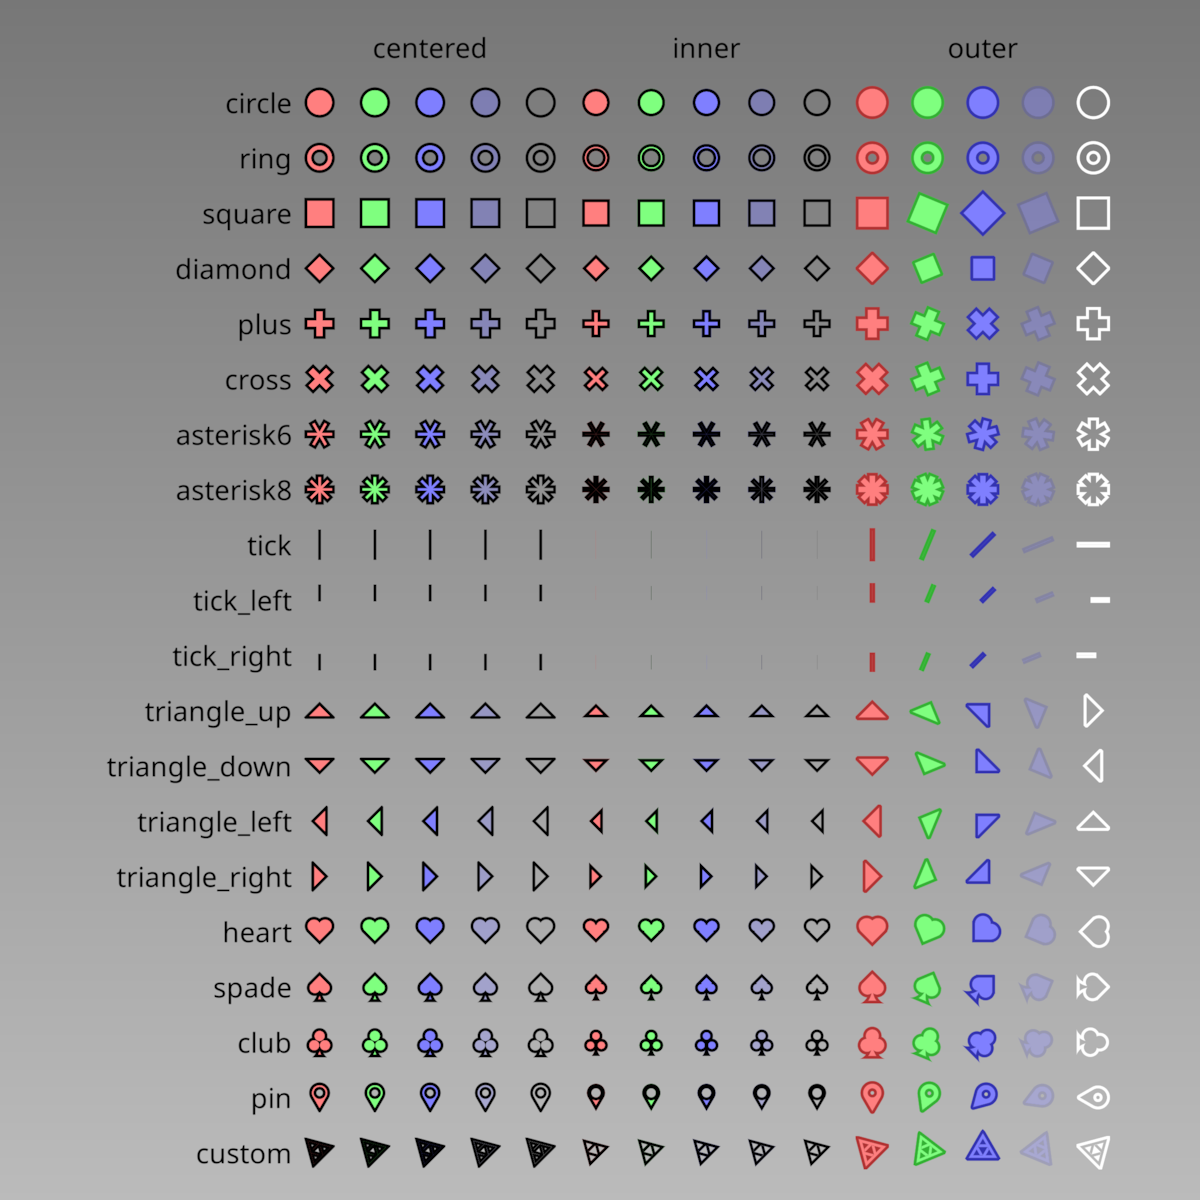 centered inner outer
circle
ring
square
diamond
plus
cross
asterisk6
asterisk8
tick
tick_left
tick_right
triangle_up
triangle_down
triangle_left
triangle_right
heart
spade
club
pin
custom